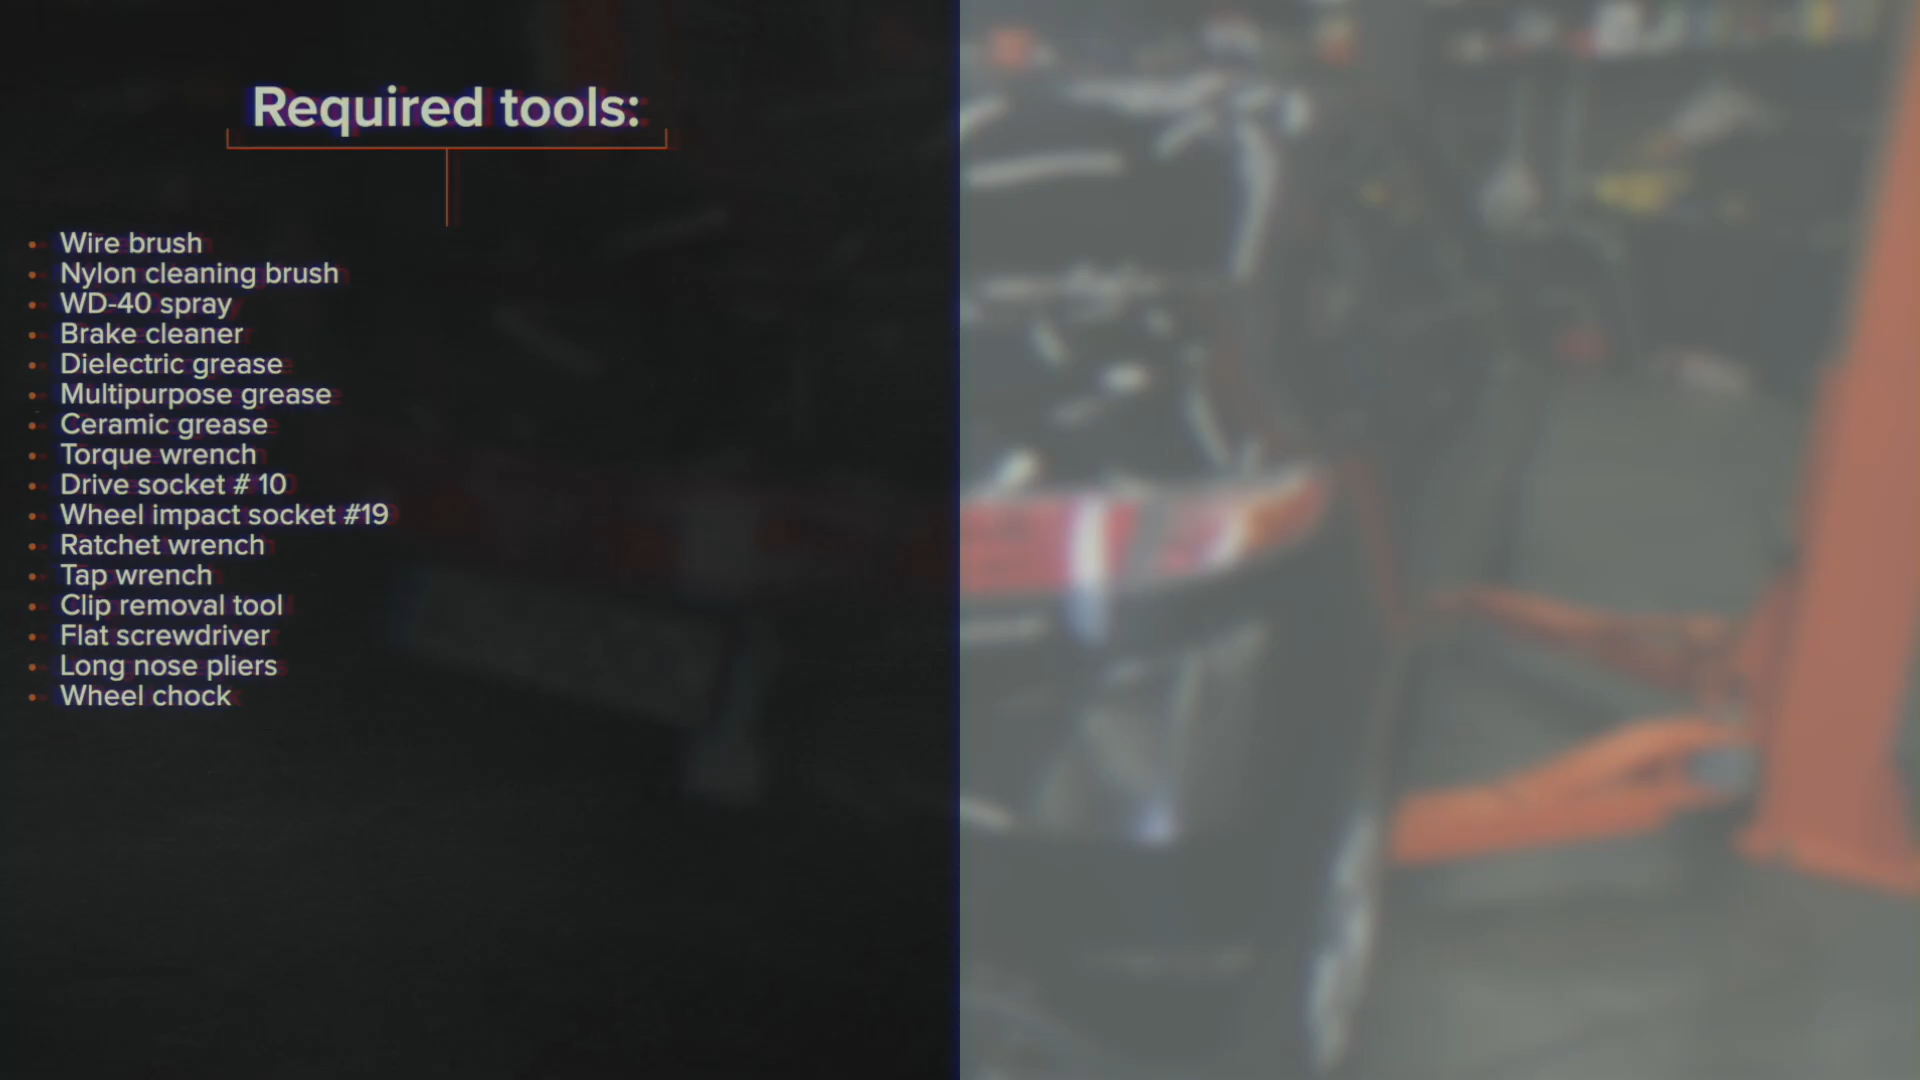 Required tools:
Wire brush
Nylon cleaning brush
WD-40 spray
Brake cleaner
Dielectric grease
Multipurpose grease
Ceramic grease
Torque wrench
Drive socket # 10
Wheel impact socket #19
Ratchet wrench
Tap wrench
Clip removal tool
Flat screwdriver
Long nose pliers
Wheel chock